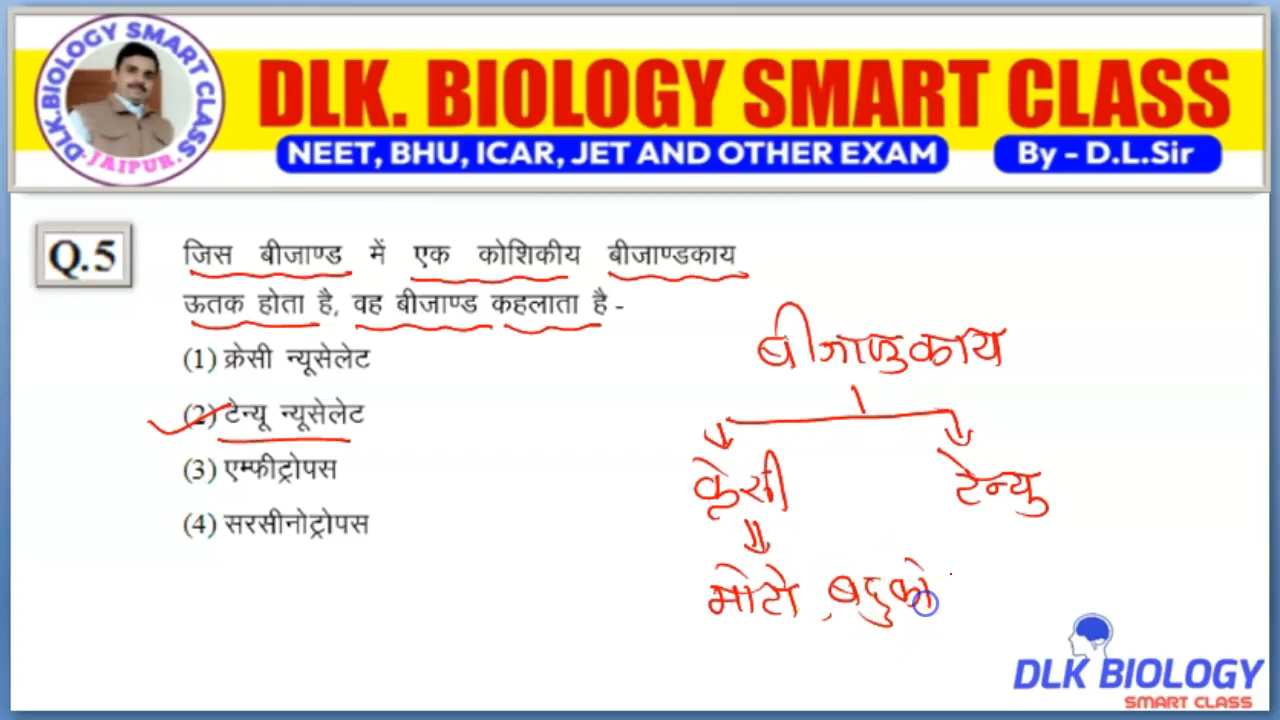 DLK.BIOLOGY SMART CLASS
JAIPUR.
DLK. BIOLOGY SMART CLASS
NEET, BHU, ICAR, JET AND OTHER EXAM
By - D.L.Sir
Q.5
जिस बीजाण्ड में एक कोशिकीय बीजाण्डकाय
ऊतक होता है, वह बीजाण्ड कहलाता है -
(1) क्रेसी न्यूसेलेट
(2) टेन्यू न्यूसेलेट
(3) एम्फीट्रोपस
(4) सरसीनोट्रोपस
बीजाण्डकाय
क्रेसी टेन्यु
मोटी, बहुको
DLK BIOLOGY
SMART CLASS